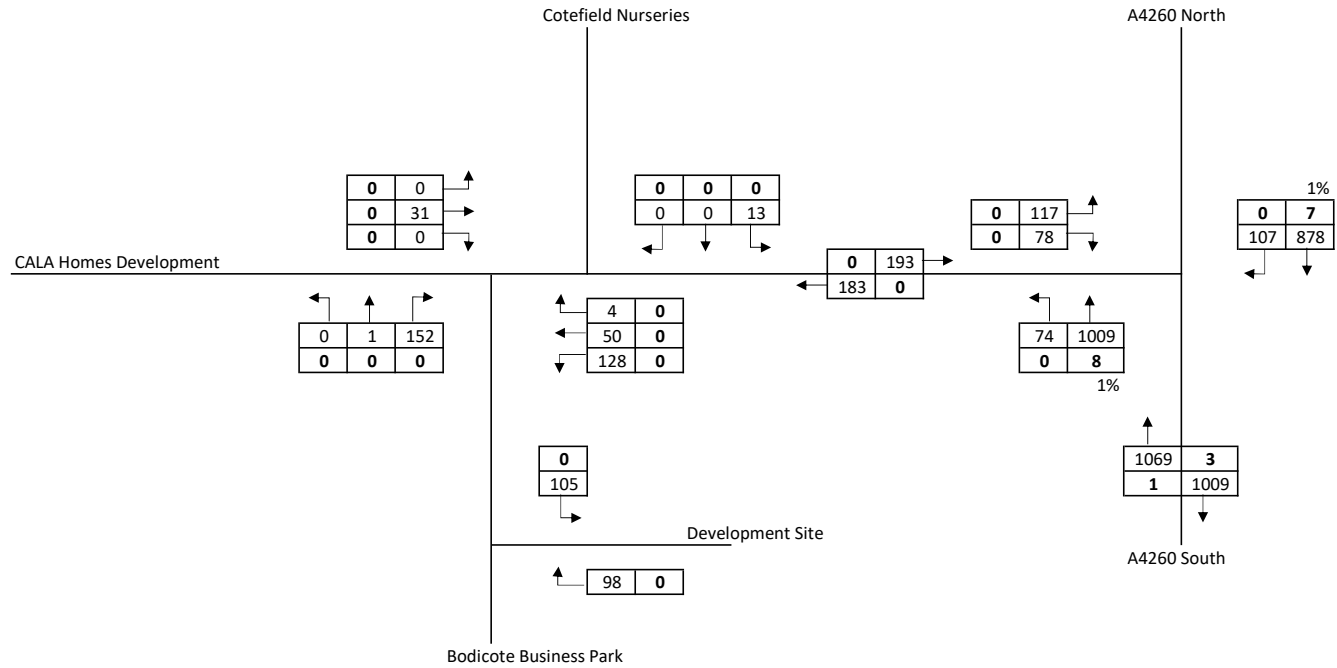 Cotefield Nurseries
A4260 North
1%
0 0
0 31
0 0
0 0 0
0 0 13
0 117
0 78
0 7
107 878
CALA Homes Development
0 193
183 0
0 1 152
0 0 0
4 0
50 0
128 0
74 1009
0 8
1%
0
105
1069 3
1 1009
Development Site
A4260 South
98 0
Bodicote Business Park